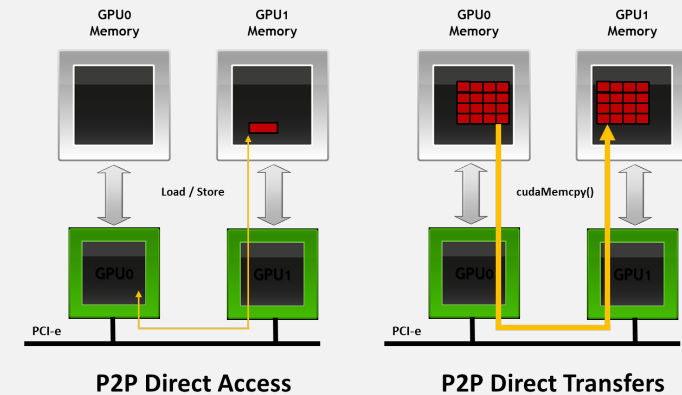 GPU0
Memory
GPU1
Memory
Load / Store
GPU0
GPU1
PCI-e
P2P Direct Access
GPU0
Memory
GPU1
Memory
cudaMemcpy()
GPU0
GPU1
PCI-e
P2P Direct Transfers